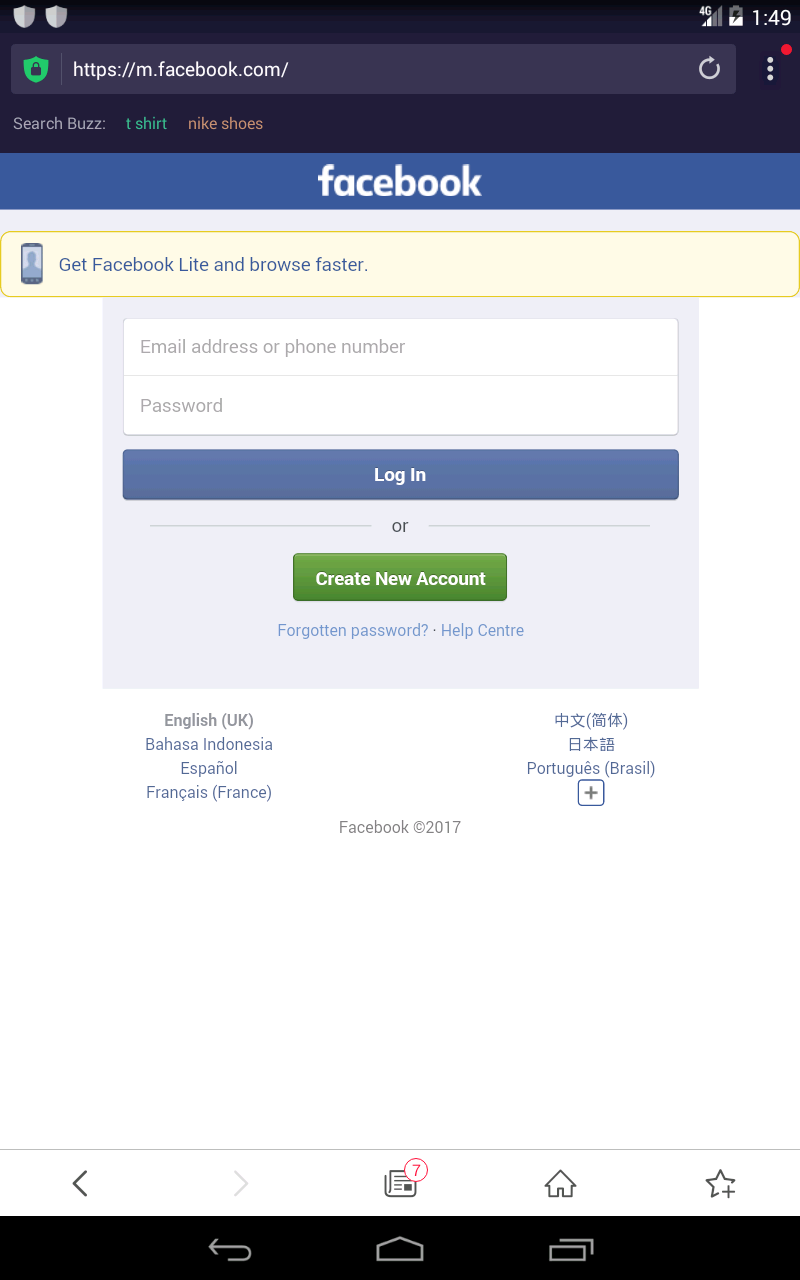 4G 1:49
https://m.facebook.com/
Search Buzz: t shirt nike shoes
facebook
Get Facebook Lite and browse faster.
Email address or phone number
Password
Log In
or
Create New Account
Forgotten password? · Help Centre
English (UK) 中文(简体)
Bahasa Indonesia 日本語
Español Português (Brasil)
Français (France)
Facebook ©2017
7